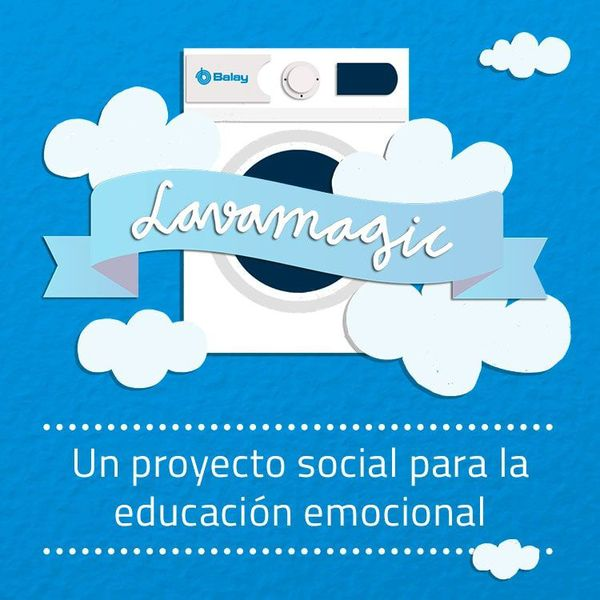 Balay
Lavamagic
Un proyecto social para la
educación emocional